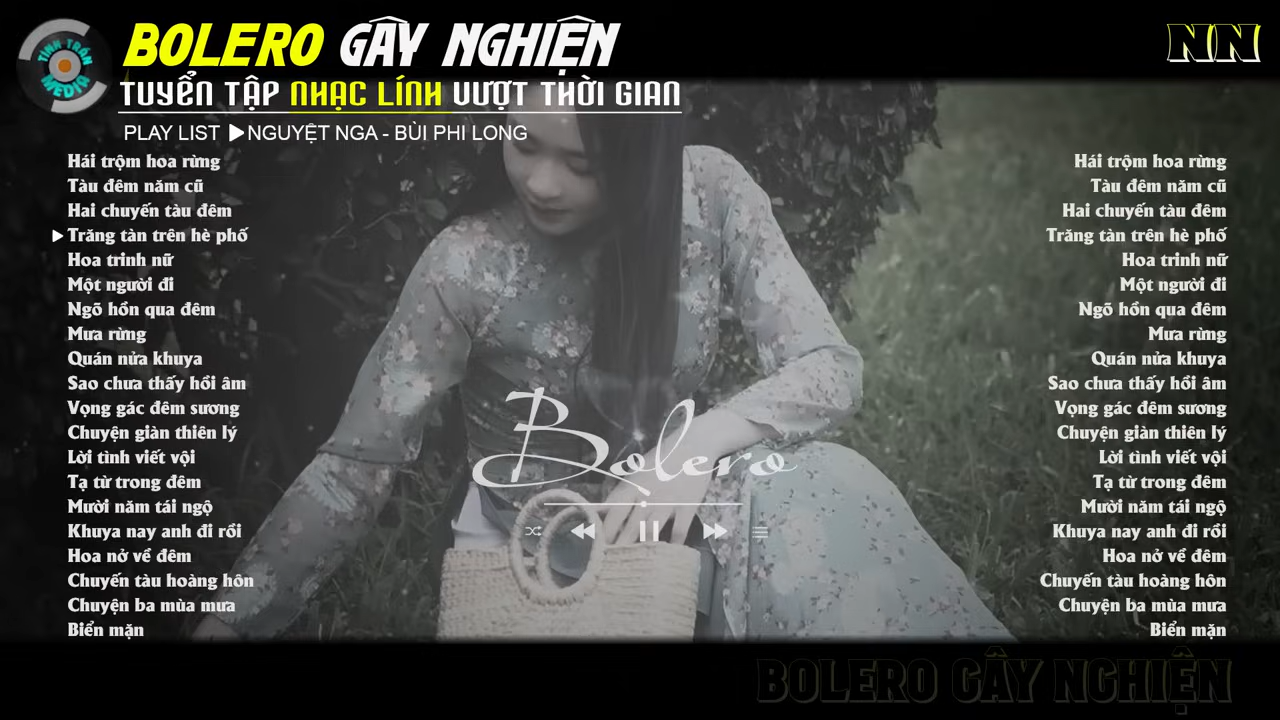 TÌNH TRẦN
MEDIA
BOLERO GÂY NGHIỆN
NN
TUYỂN TẬP NHẠC LÍNH VƯỢT THỜI GIAN
PLAY LIST ▶NGUYỆT NGA - BÙI PHI LONG
Hái trộm hoa rừng
Tàu đêm năm cũ
Hai chuyến tàu đêm
Trăng tàn trên hè phố
Hoa trinh nữ
Một người đi
Ngõ hồn qua đêm
Mưa rừng
Quán nửa khuya
Sao chưa thấy hồi âm
Vọng gác đêm sương
Chuyện giàn thiên lý
Lời tình viết vội
Tạ từ trong đêm
Mười năm tái ngộ
Khuya nay anh đi rồi
Hoa nở về đêm
Chuyến tàu hoàng hôn
Chuyện ba mùa mưa
Biển mặn
Bolero
Hái trộm hoa rừng
Tàu đêm năm cũ
Hai chuyến tàu đêm
Trăng tàn trên hè phố
Hoa trinh nữ
Một người đi
Ngõ hồn qua đêm
Mưa rừng
Quán nửa khuya
Sao chưa thấy hồi âm
Vọng gác đêm sương
Chuyện giàn thiên lý
Lời tình viết vội
Tạ từ trong đêm
Mười năm tái ngộ
Khuya nay anh đi rồi
Hoa nở về đêm
Chuyến tàu hoàng hôn
Chuyện ba mùa mưa
Biển mặn
BOLERO GÂY NGHIỆN